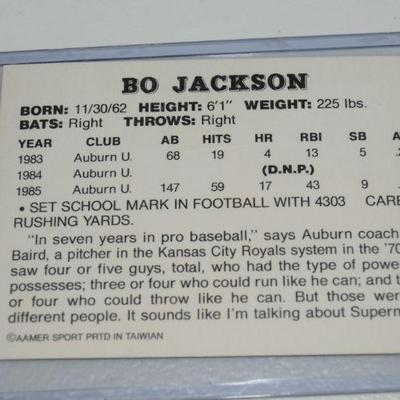 BO JACKSON
BORN: 11/30/62 HEIGHT: 6'1" WEIGHT: 225 lbs.
BATS: Right THROWS: Right
YEAR CLUB AB HITS HR RBI SB
1983 Auburn U. 68 19 4 13 5
1984 Auburn U. (D.N.P.)
1985 Auburn U. 147 59 17 43 9
• SET SCHOOL MARK IN FOOTBALL WITH 4303
RUSHING YARDS.
"In seven years in pro baseball," says Auburn coach
Baird, a pitcher in the Kansas City Royals system in the '70
saw four or five guys, total, who had the type of powe
possesses; three or four who could run like he can; and t
or four who could throw like he can. But those were
different people. It sounds like I'm talking about Superm
©AAMER SPORT PRTD IN TAIWAN